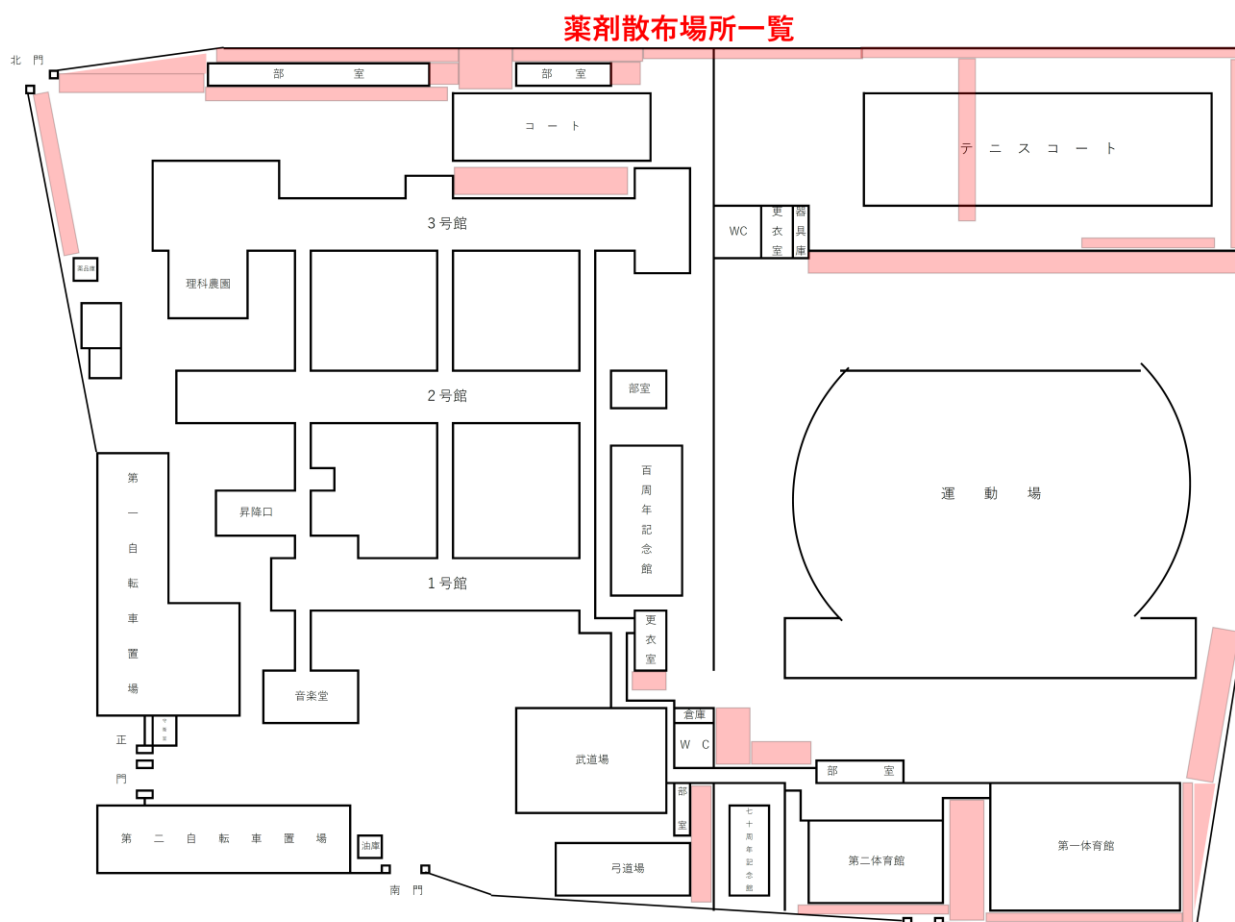 薬剤散布場所一覧
北 門
部 室
部 室
コ ー ト
テ ニ ス コ ー ト
3号館
WC
更衣室
器具庫
薬品庫
理科農園
2号館
部室
第一自転車置場
百周年記念館
運 動 場
昇降口
1号館
更衣室
音楽堂
倉庫
W C
正門
武道場
部 室
部室
七十周年記念館
第 二 自 転 車 置 場
油庫
弓道場
第二体育館
第一体育館
南 門